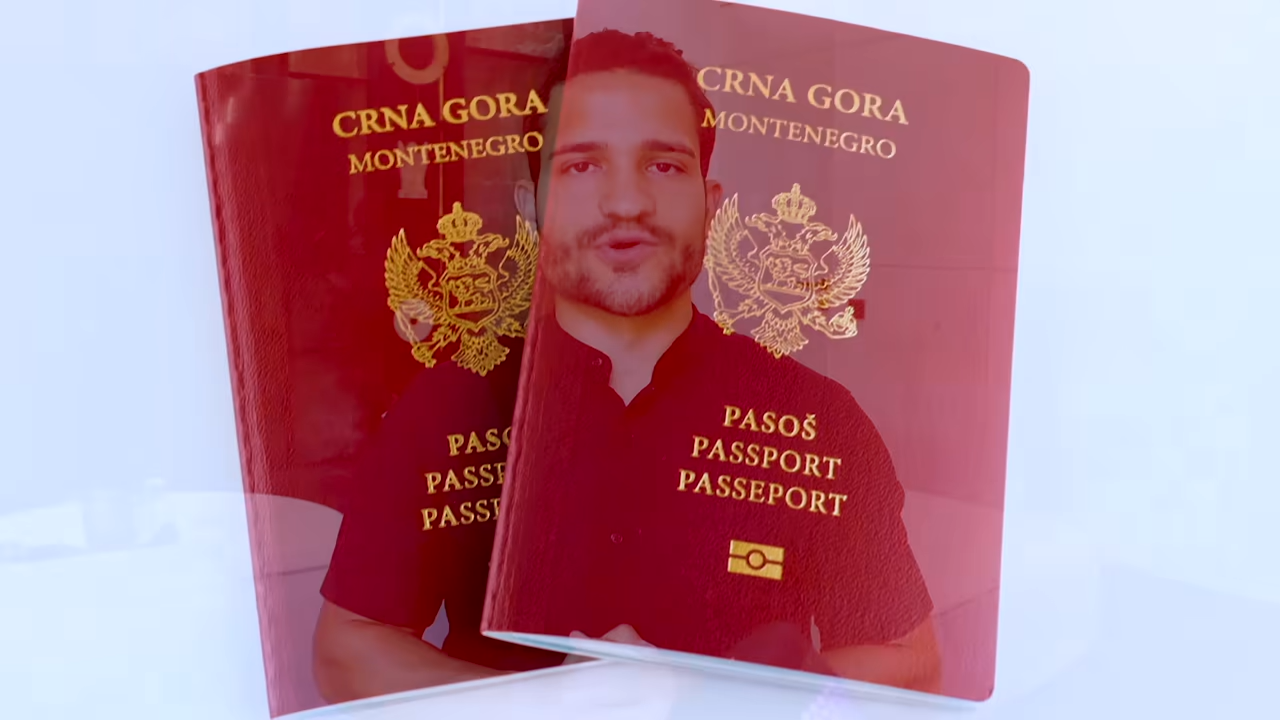 CRNA GORA
MONTENEGRO
CRNA GORA
MONTENEGRO
PASOŠ
PASSPORT
PASSEPORT